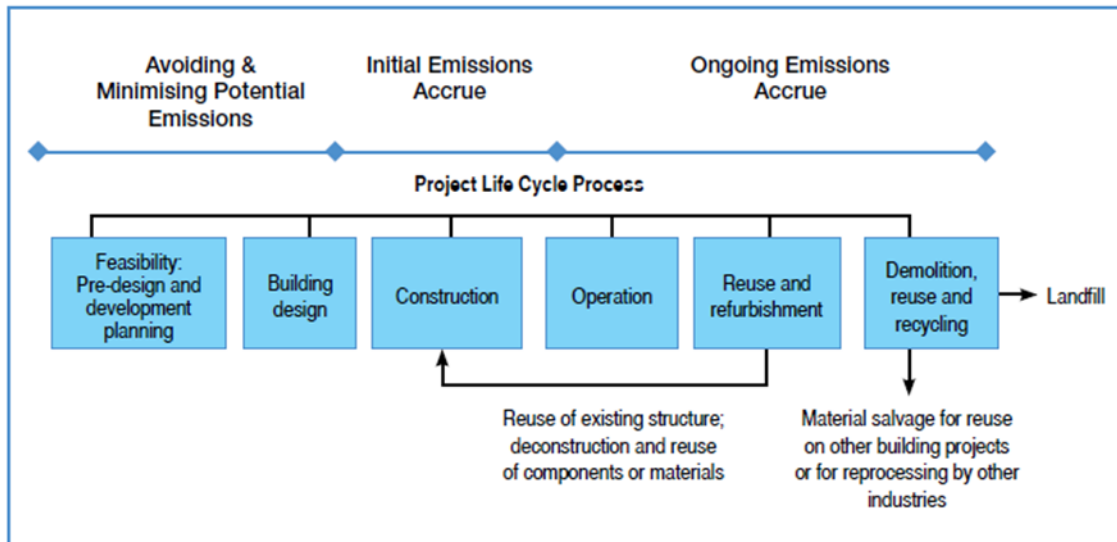 Avoiding &
Minimising Potential
Emissions
Initial Emissions
Accrue
Ongoing Emissions
Accrue
Project Life Cycle Process
Feasibility:
Pre-design and
development
planning
Building
design
Construction
Operation
Reuse and
refurbishment
Demolition,
reuse and
recycling
Landfill
Reuse of existing structure;
deconstruction and reuse
of components or materials
Material salvage for reuse
on other building projects
or for reprocessing by other
industries